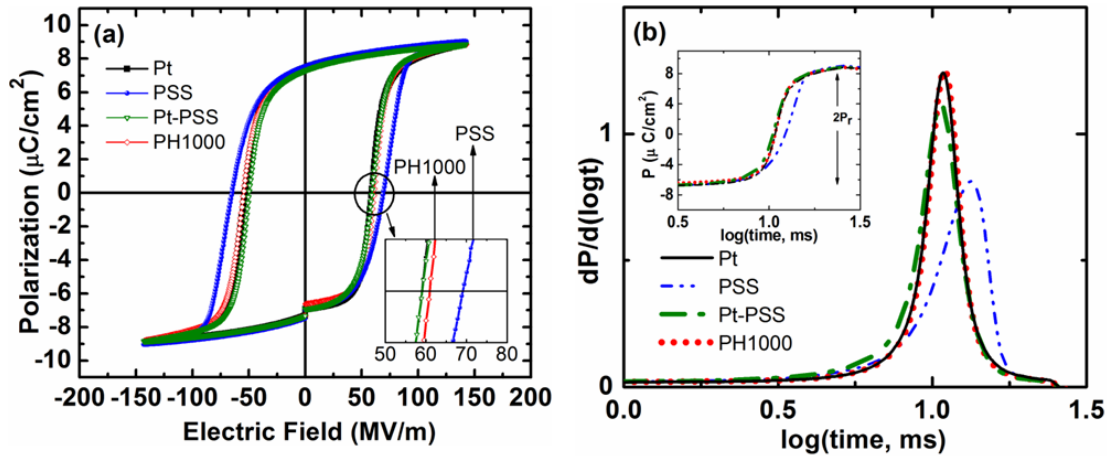 (a)
Polarization (μC/cm²)
10
8
6
4
2
0
-2
-4
-6
-8
-10
Pt
PSS
Pt-PSS
PH1000
PSS
PH1000
50 60 70 80
-200 -150 -100 -50 0 50 100 150 200
Electric Field (MV/m)
(b)
dP/d(logt)
1
0
P (μ C/cm²)
8
4
0
-4
-8
2Pr
0.5 1.0 1.5
log(time, ms)
Pt
PSS
Pt-PSS
PH1000
0.0 0.5 1.0 1.5
log(time, ms)